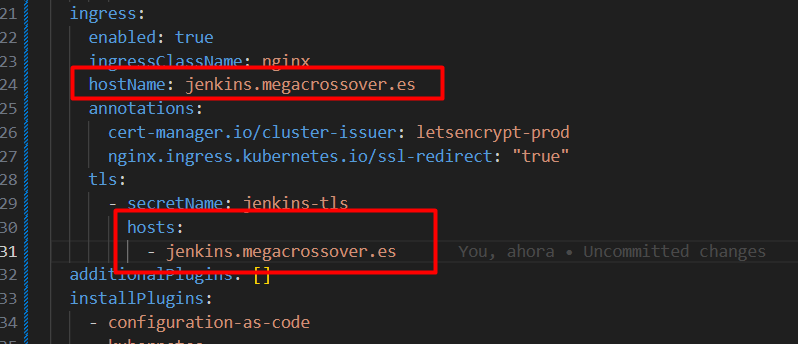 21 ingress:
22 enabled: true
23 ingressClassName: nginx
24 hostName: jenkins.megacrossover.es
25 annotations:
26 cert-manager.io/cluster-issuer: letsencrypt-prod
27 nginx.ingress.kubernetes.io/ssl-redirect: "true"
28 tls:
29 - secretName: jenkins-tls
30 hosts:
31 - jenkins.megacrossover.es You, ahora • Uncommitted changes
32 additionalPlugins: []
33 installPlugins:
34 - configuration-as-code